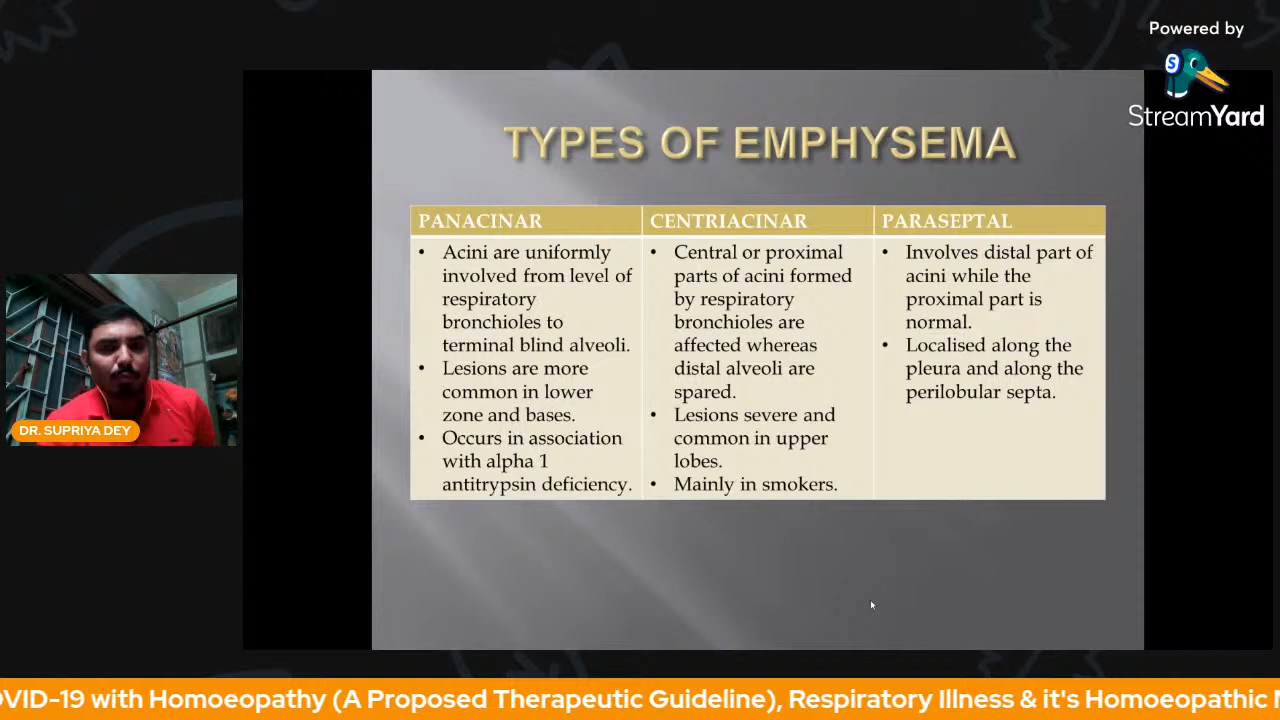 Powered by
StreamYard
TYPES OF EMPHYSEMA
PANACINAR
• Acini are uniformly
involved from level of
respiratory
bronchioles to
terminal blind alveoli.
• Lesions are more
common in lower
zone and bases.
• Occurs in association
with alpha 1
antitrypsin deficiency.
CENTRIACINAR
• Central or proximal
parts of acini formed
by respiratory
bronchioles are
affected whereas
distal alveoli are
spared.
• Lesions severe and
common in upper
lobes.
• Mainly in smokers.
PARASEPTAL
• Involves distal part of
acini while the
proximal part is
normal.
• Localised along the
pleura and along the
perilobular septa.
DR. SUPRIYA DEY
OVID-19 with Homoeopathy (A Proposed Therapeutic Guideline), Respiratory Illness & it's Homoeopathic